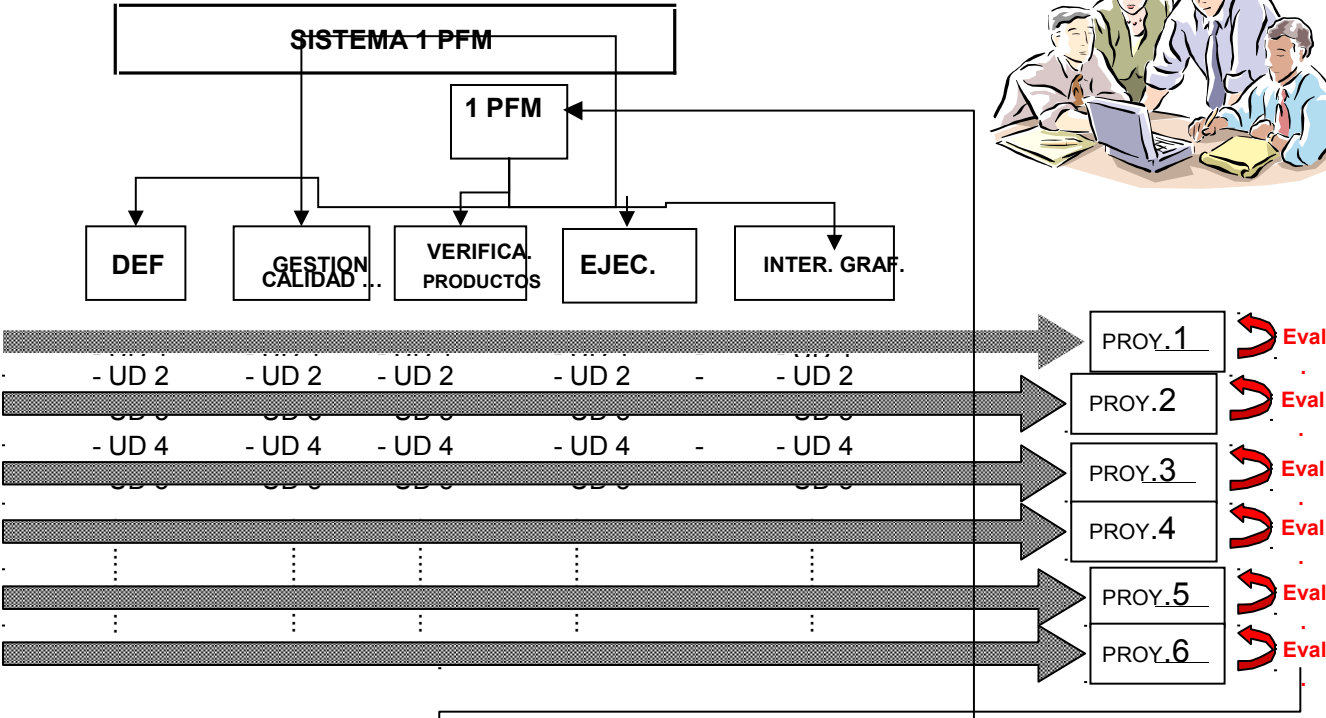 SISTEMA 1 PFM
1 PFM
DEF
GESTION
CALIDAD ...
VERIFICA.
PRODUCTOS
EJEC.
INTER. GRAF.
PROY.1
Eval
.
- UD 2 - UD 2 - UD 2 - UD 2 - - UD 2
PROY.2
Eval
.
- UD 4 - UD 4 - UD 4 - UD 4 - - UD 4
PROY.3
Eval
.
PROY.4
Eval
.
PROY.5
Eval
.
PROY.6
Eval
.